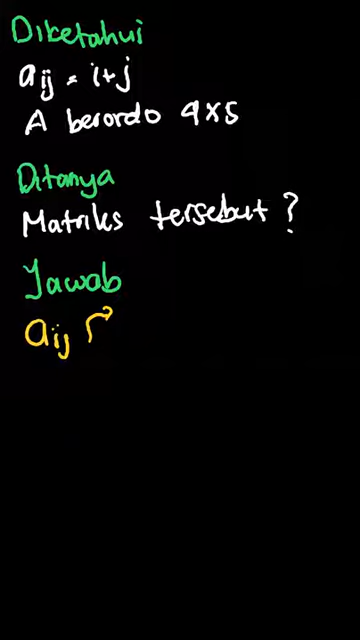 Diketahui
aij = i+j
A berordo 4x5
Ditanya
Matriks tersebut ?
Jawab
aij